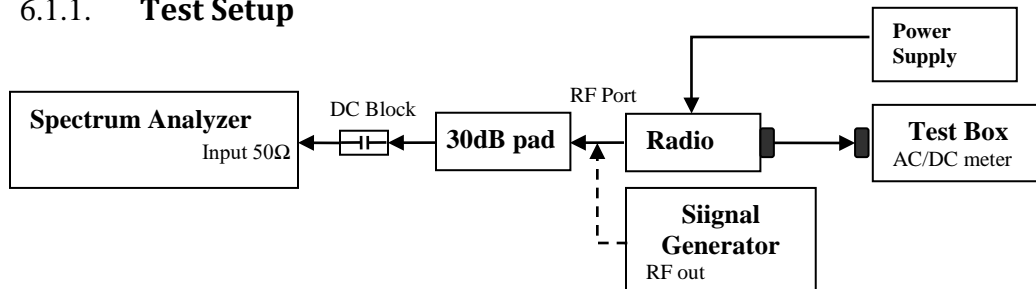 6.1.1. Test Setup
Power
Supply
RF Port
DC Block
Spectrum Analyzer
Input 50Ω
30dB pad
Radio
Test Box
AC/DC meter
Siignal
Generator
RF out